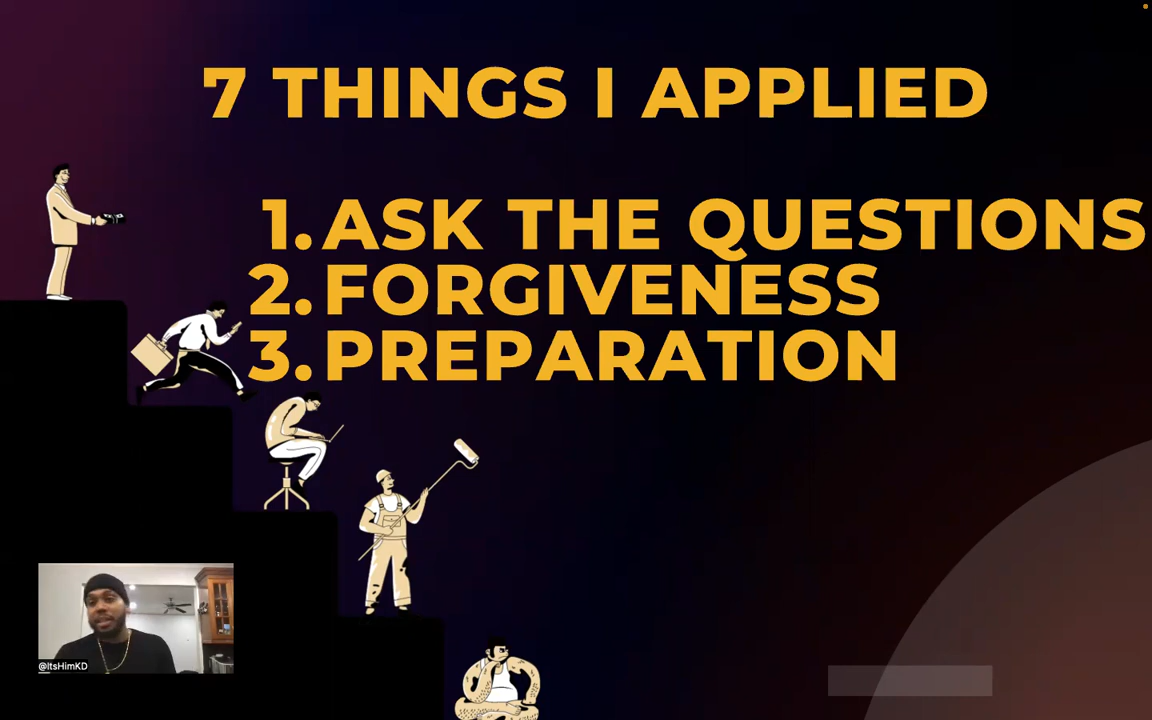 7 THINGS I APPLIED
1. ASK THE QUESTIONS
2. FORGIVENESS
3. PREPARATION
@ItsHimKD